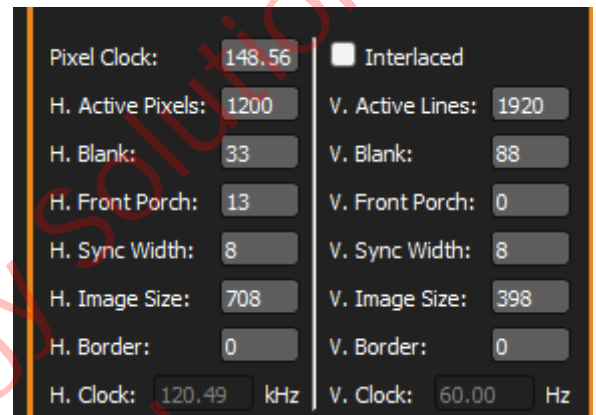 Pixel Clock: 148.56 Interlaced
H. Active Pixels: 1200 V. Active Lines: 1920
H. Blank: 33 V. Blank: 88
H. Front Porch: 13 V. Front Porch: 0
H. Sync Width: 8 V. Sync Width: 8
H. Image Size: 708 V. Image Size: 398
H. Border: 0 V. Border: 0
H. Clock: 120.49 kHz V. Clock: 60.00 Hz
by Solution